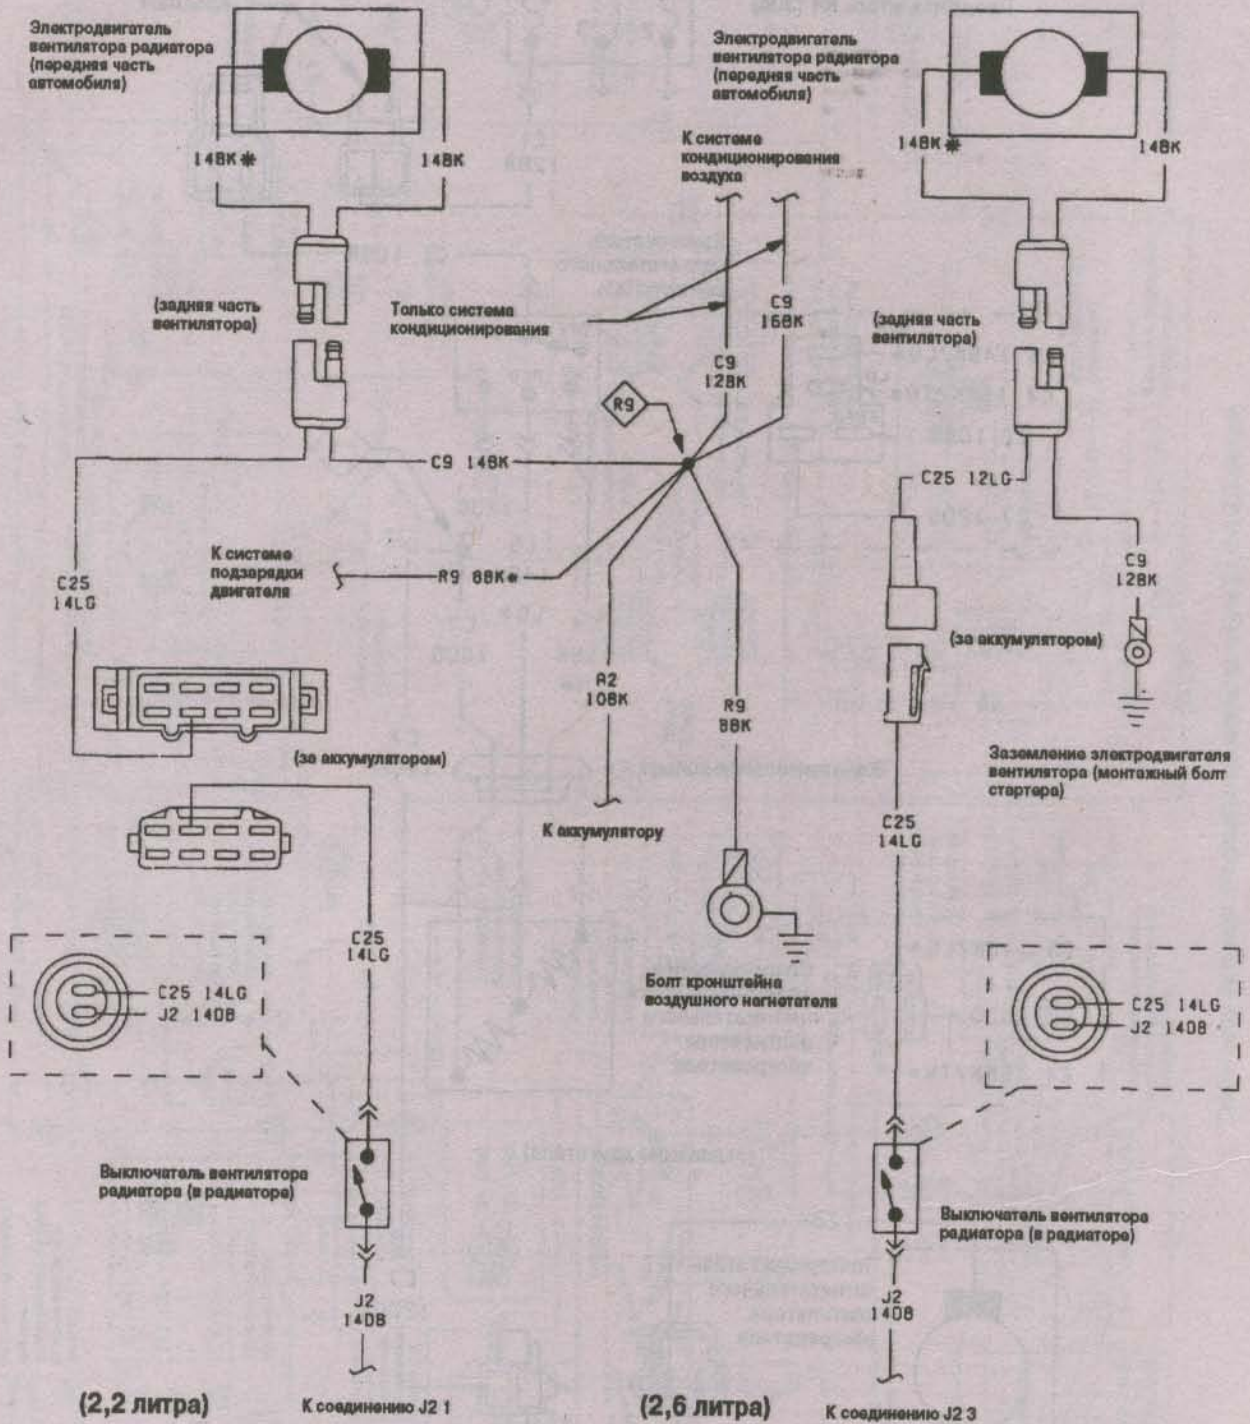 Электродвигатель
вентилятора радиатора
(передняя часть
автомобиля)
14BK*
14BK
Электродвигатель
вентилятора радиатора
(передняя часть
автомобиля)
14BK*
14BK
К системе
кондиционирования
воздуха
(задняя часть
вентилятора)
Только система
кондиционирования
C9
16BK
(задняя часть
вентилятора)
C9
12BK
R9
C9 14BK
C25 12LG
К системе
подзарядки
двигателя
R9 8BK*
C25
14LG
C9
12BK
(за аккумулятором)
A2
10BK
R9
8BK
(за аккумулятором)
Заземление электродвигателя
вентилятора (монтажный болт
стартера)
К аккумулятору
C25
14LG
C25
14LG
C25 14LG
J2 14DB
Болт кронштейна
воздушного нагнетателя
C25 14LG
J2 14DB
Выключатель вентилятора
радиатора (в радиаторе)
Выключатель вентилятора
радиатора (в радиаторе)
J2
14DB
J2
14DB
(2,2 литра)
К соединению J2 1
(2,6 литра)
К соединению J2 3